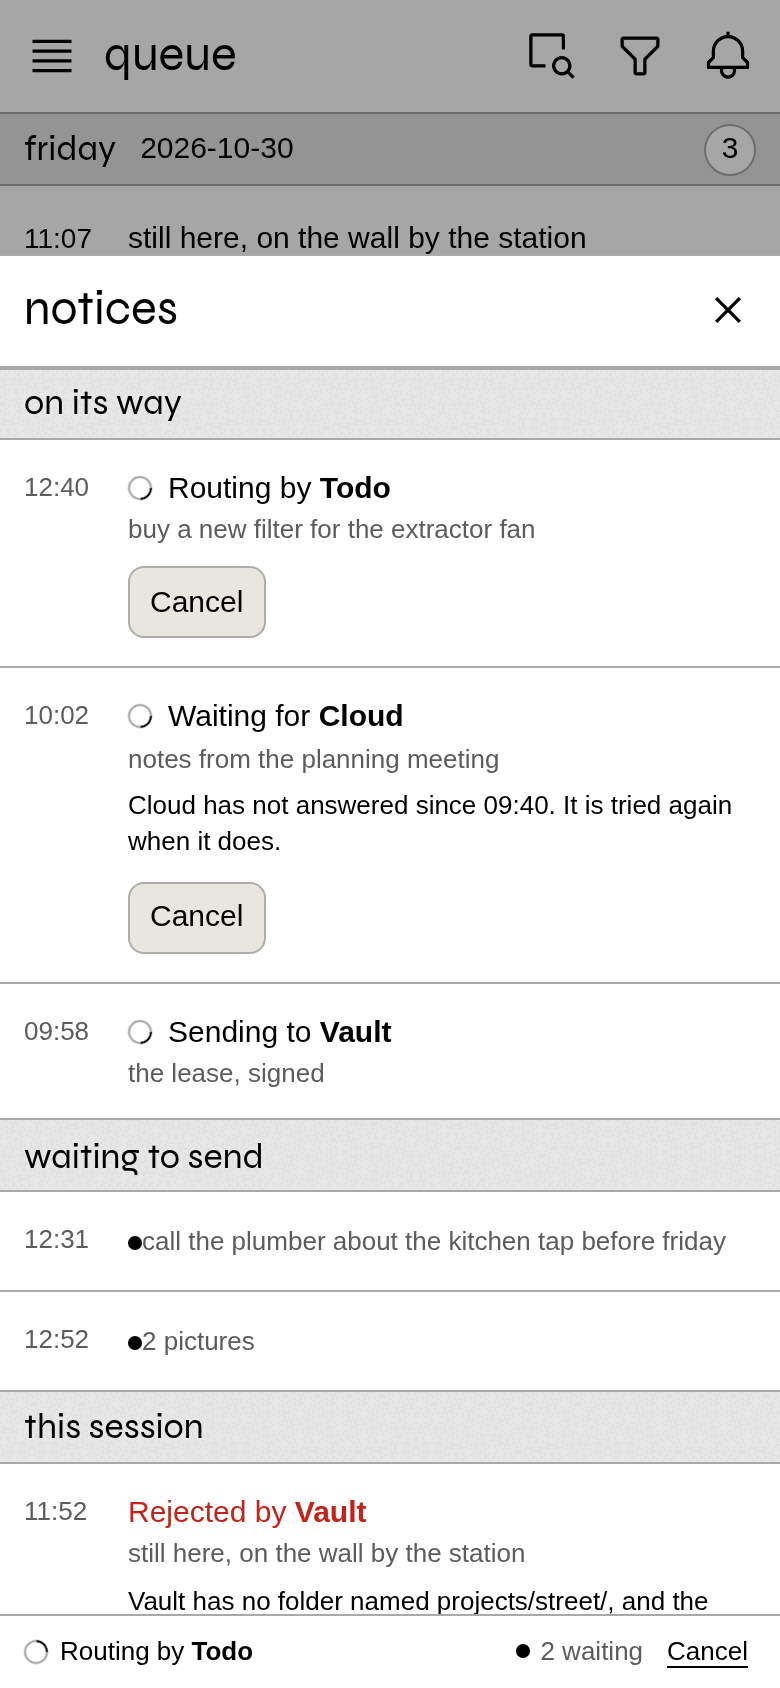 queue
friday 2026-10-30 3
11:07 still here, on the wall by the station
notices
on its way
12:40 Routing by Todo
buy a new filter for the extractor fan
Cancel
10:02 Waiting for Cloud
notes from the planning meeting
Cloud has not answered since 09:40. It is tried again
when it does.
Cancel
09:58 Sending to Vault
the lease, signed
waiting to send
12:31 call the plumber about the kitchen tap before friday
12:52 2 pictures
this session
11:52 Rejected by Vault
still here, on the wall by the station
Vault has no folder named projects/street/, and the
Routing by Todo 2 waiting Cancel